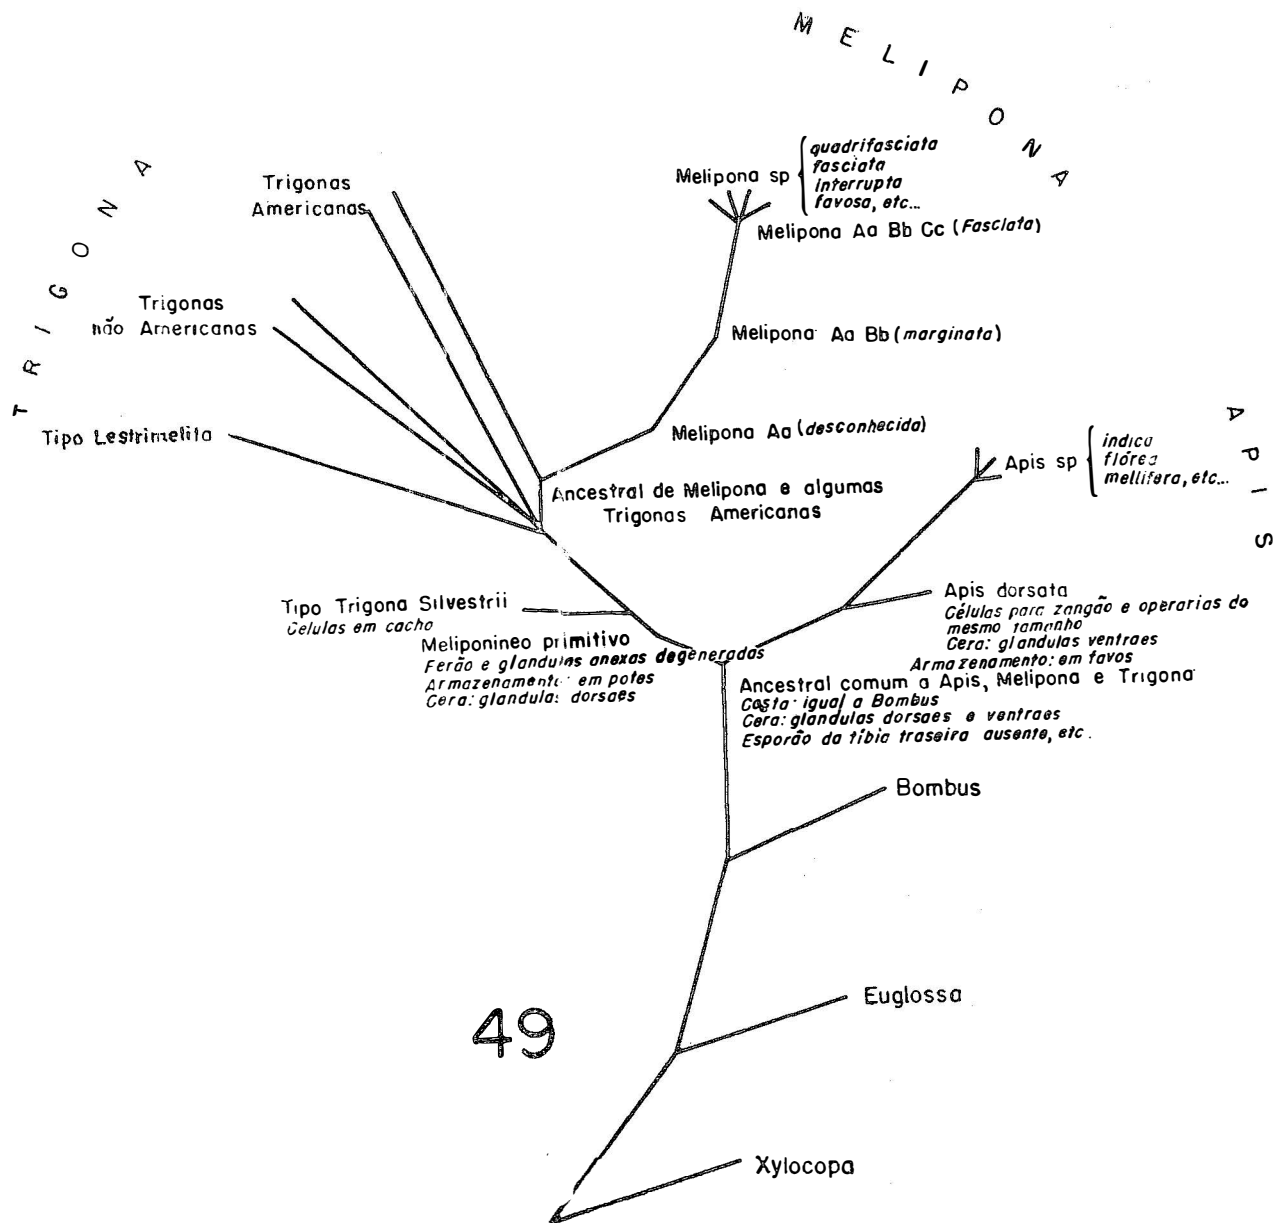 MELIPONA
TRIGONA
APIS
Trigonas
Americanas
Melipona sp
quadrifasciata
fasciata
interrupta
favosa, etc...
Melipona Aa Bb Cc (Fasciata)
Trigonas
não Americanas
Melipona Aa Bb (marginata)
Tipo Lestrimelita
Melipona Aa (desconhecida)
Apis sp
indica
flórea
mellifera, etc...
Ancestral de Melipona e algumas
Trigonas Americanas
Tipo Trigona Silvestrii
Celulas em cacho
Meliponineo primitivo
Ferão e glandulas anexas degeneradas
Armazenamento: em potes
Cera: glandulas dorsaes
Apis dorsata
Células para zangão e operarias do
mesmo tamanho
Cera: glandulas ventraes
Armazenamento: em favos
Ancestral comum a Apis, Melipona e Trigona
Costa: igual a Bombus
Cera: glandulas dorsaes e ventraes
Esporão da tíbia traseira ausente, etc.
Bombus
Euglossa
49
Xylocopa